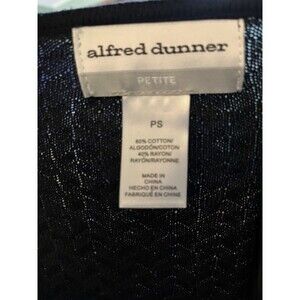 alfred dunner
PETITE
PS
60% COTTON/
ALGODÓN/COTON
40% RAYON/
RAYÓN/RAYONNE
MADE IN
CHINA
HECHO EN CHINA
FABRIQUÉ EN CHINE